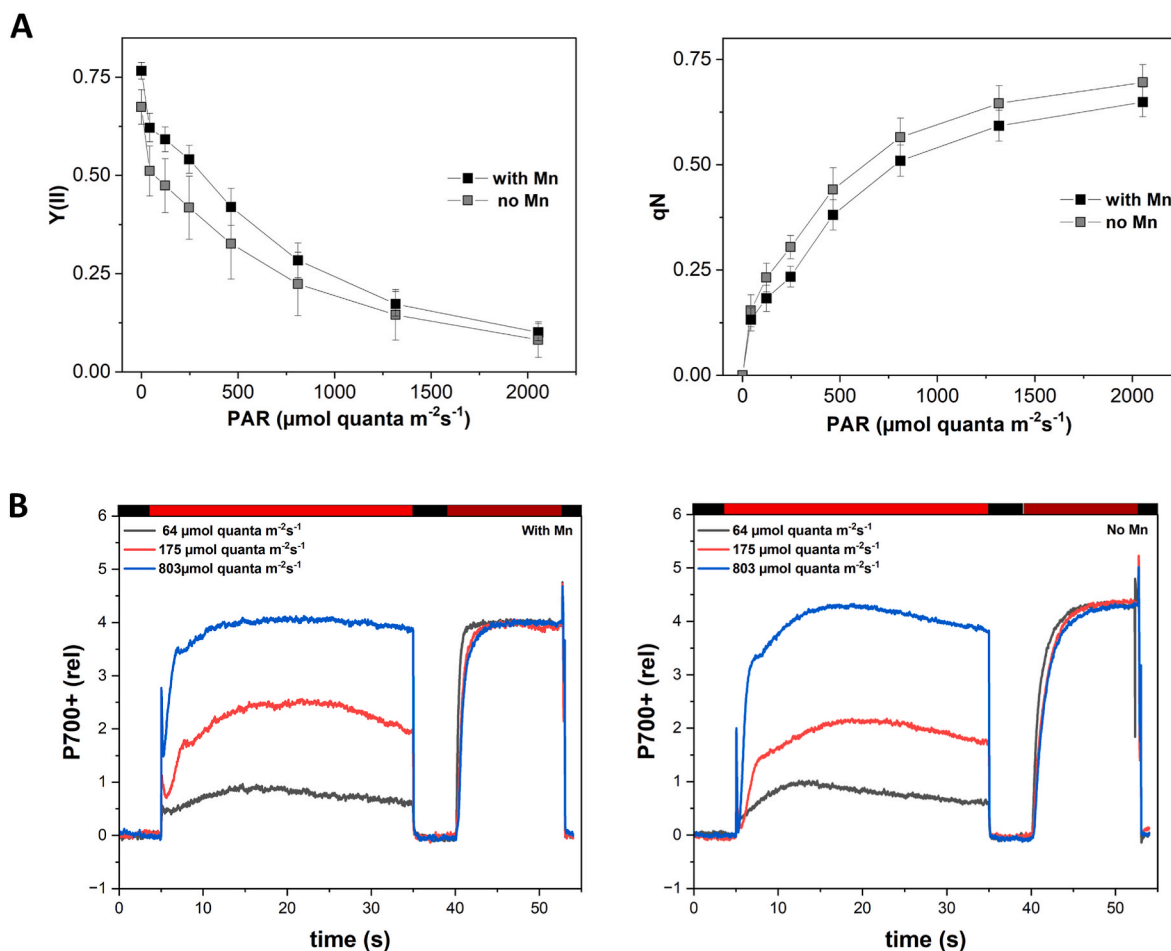 A
0.75
0.50
0.25
0.00
Y(II)
with Mn
no Mn
0 500 1000 1500 2000
PAR (µmol quanta m⁻²s⁻¹)
0.75
0.50
0.25
0.00
qN
with Mn
no Mn
0 500 1000 1500 2000
PAR (µmol quanta m⁻²s⁻¹)
B
6
5
4
3
2
1
0
−1
P700+ (rel)
64 µmol quanta m⁻²s⁻¹
With Mn
175 µmol quanta m⁻²s⁻¹
803µmol quanta m⁻²s⁻¹
0 10 20 30 40 50
time (s)
6
5
4
3
2
1
0
−1
P700+ (rel)
64 µmol quanta m⁻²s⁻¹
No Mn
175 µmol quanta m⁻²s⁻¹
803 µmol quanta m⁻²s⁻¹
0 10 20 30 40 50
time (s)